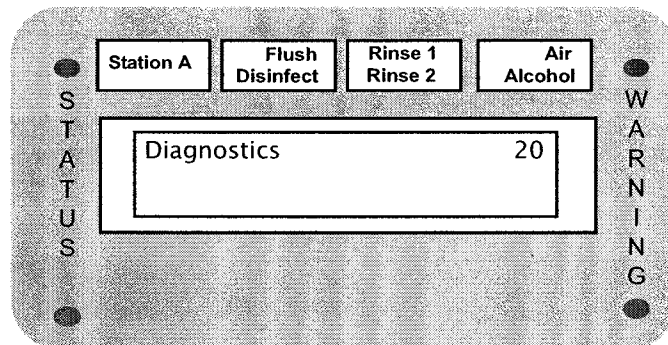 Station A
Flush
Disinfect
Rinse 1
Rinse 2
Air
Alcohol
STATUS
Diagnostics 20
WARNING